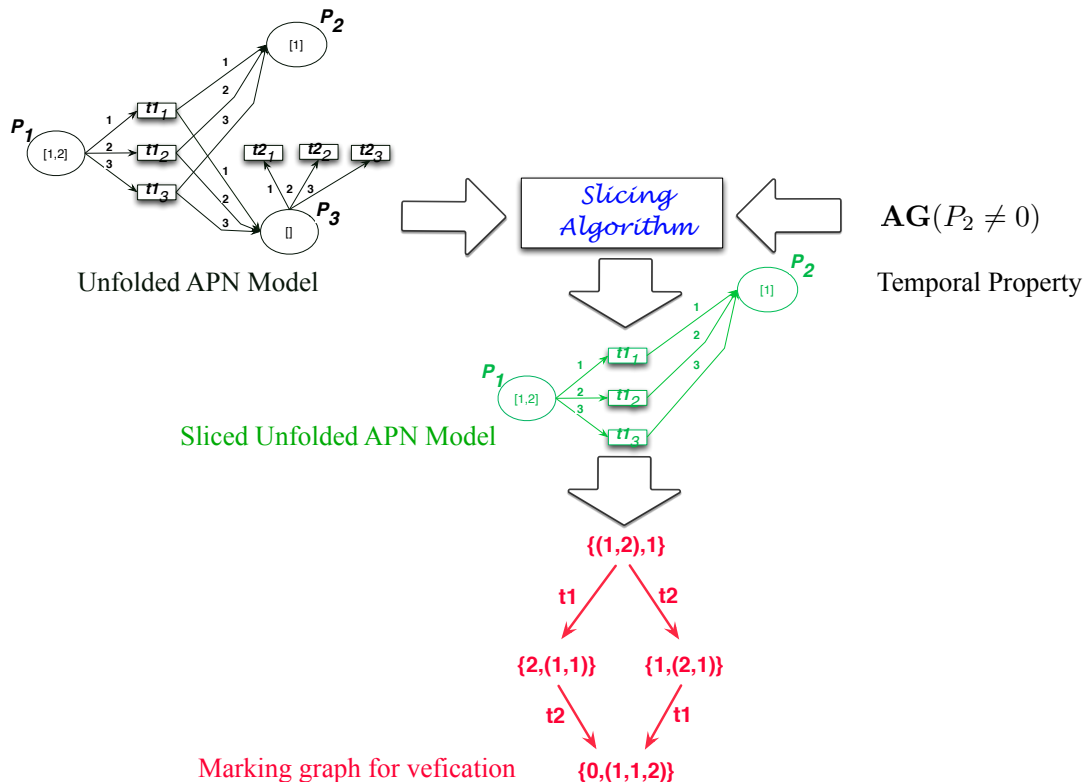 P2
[1]
1
2
3
t11
P1
1
[1,2]
2
t12
3
t13
1
2
3
t21
t22
t23
1
2
3
P3
[]
Unfolded APN Model
Slicing
Algorithm
AG(P2 ≠ 0)
Temporal Property
P2
[1]
1
2
3
t11
P1
1
[1,2]
2
t12
3
t13
Sliced Unfolded APN Model
{(1,2),1}
t1
t2
{2,(1,1)}
{1,(2,1)}
t2
t1
Marking graph for vefication
{0,(1,1,2)}